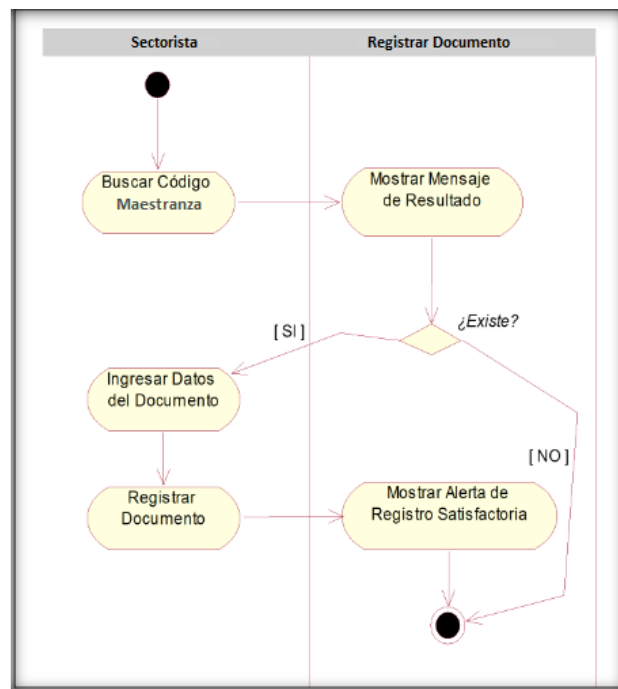 Sectorista
Registrar Documento
Buscar Código
Maestranza
Mostrar Mensaje
de Resultado
¿Existe?
[ SI ]
Ingresar Datos
del Documento
[ NO ]
Registrar
Documento
Mostrar Alerta de
Registro Satisfactoria